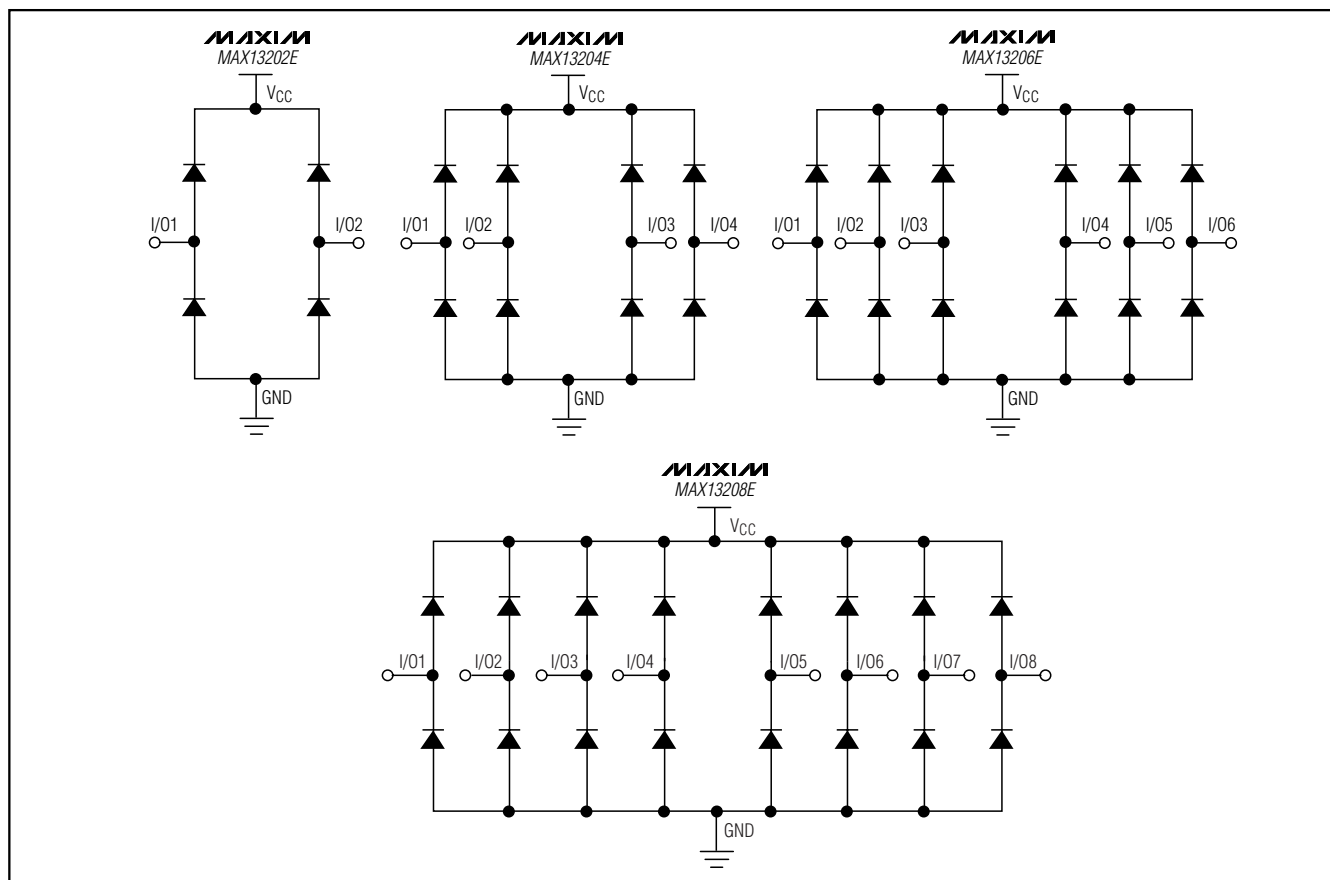 MAXIM MAXIM MAXIM
MAX13202E MAX13204E MAX13206E
VCC VCC VCC
I/O1 I/O2 I/O1 I/O2 I/O3 I/O4 I/O1 I/O2 I/O3 I/O4 I/O5 I/O6
GND GND GND
MAXIM
MAX13208E
VCC
I/O1 I/O2 I/O3 I/O4 I/O5 I/O6 I/O7 I/O8
GND